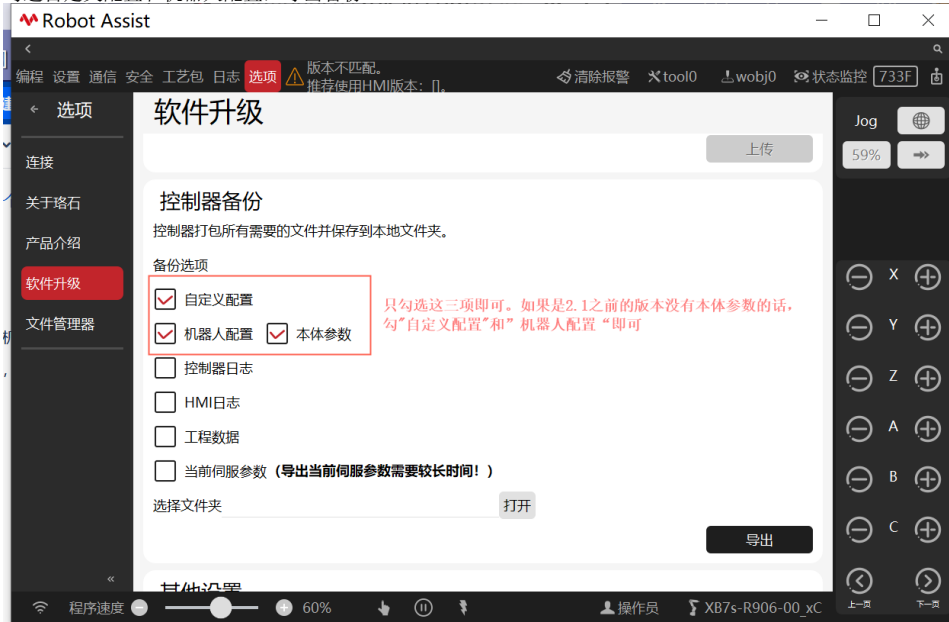 Robot Assist
编程 设置 通信 安全 工艺包 日志 选项 版本不匹配。
推荐使用HMI版本：[]。
清除报警 tool0 wobj0 状态监控 733F
选项
连接
关于珞石
产品介绍
软件升级
文件管理器
软件升级
上传
控制器备份
控制器打包所有需要的文件并保存到本地文件夹。
备份选项
自定义配置
机器人配置 本体参数
只勾选这三项即可。如果是2.1之前的版本没有本体参数的话，
勾"自定义配置"和”机器人配置“即可
控制器日志
HMI日志
工程数据
当前伺服参数（导出当前伺服参数需要较长时间！）
选择文件夹 打开
导出
Jog
59%
X
Y
Z
A
B
C
上一页 下一页
程序速度 60% 操作员 XB7s-R906-00_xC